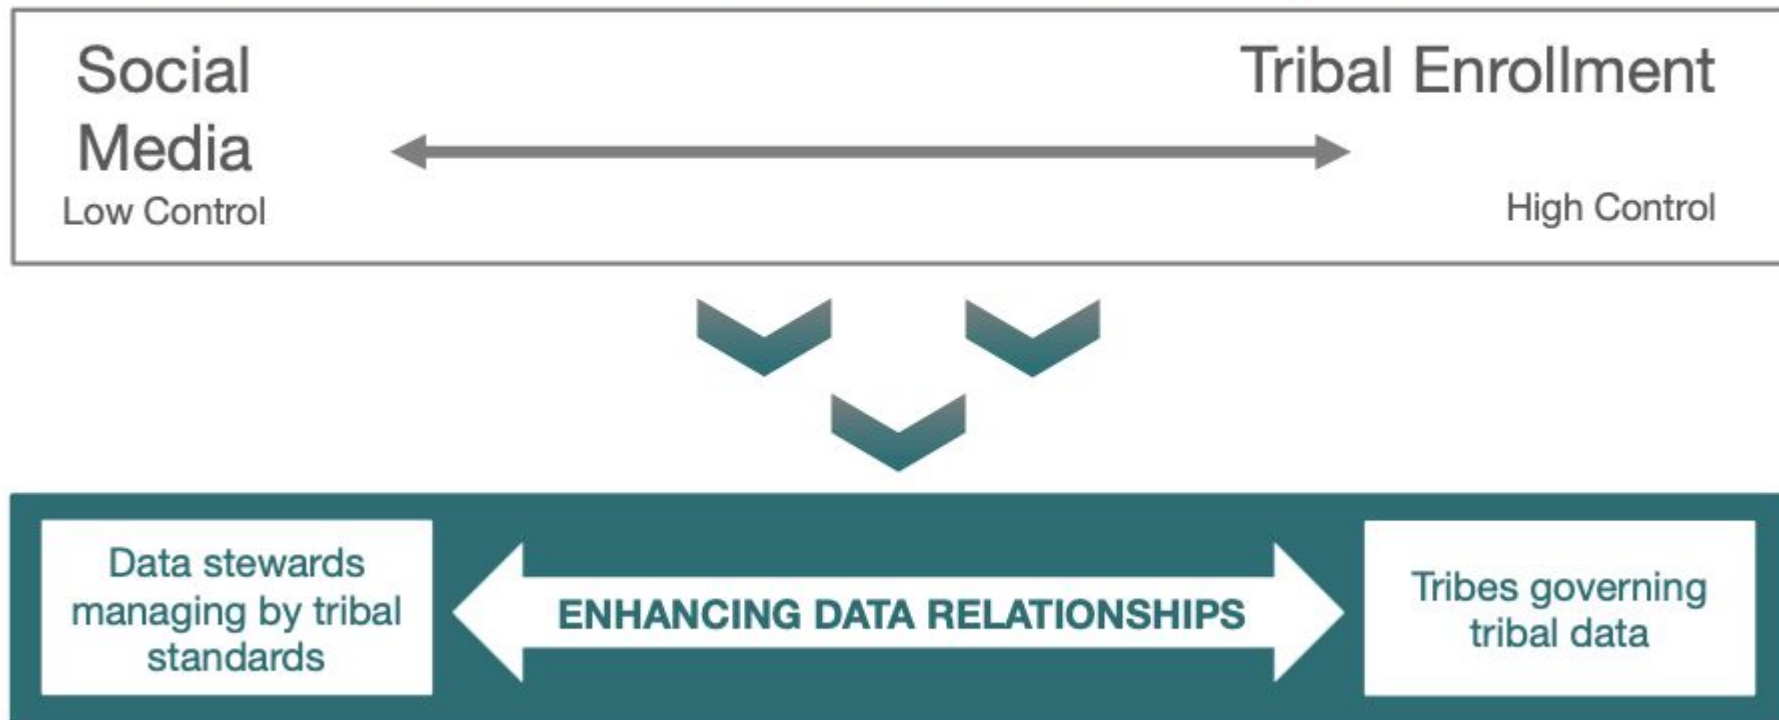 Social
Media
Low Control
Tribal Enrollment
High Control
Data stewards
managing by tribal
standards
ENHANCING DATA RELATIONSHIPS
Tribes governing
tribal data